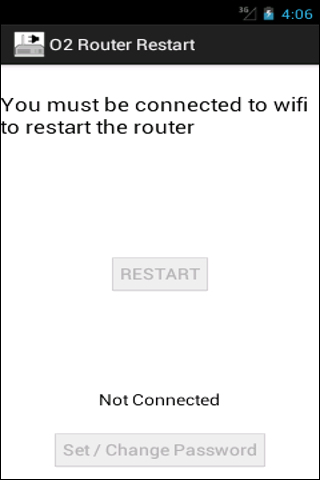 3G 4:06
O2 Router Restart
You must be connected to wifi
to restart the router
RESTART
Not Connected
Set / Change Password